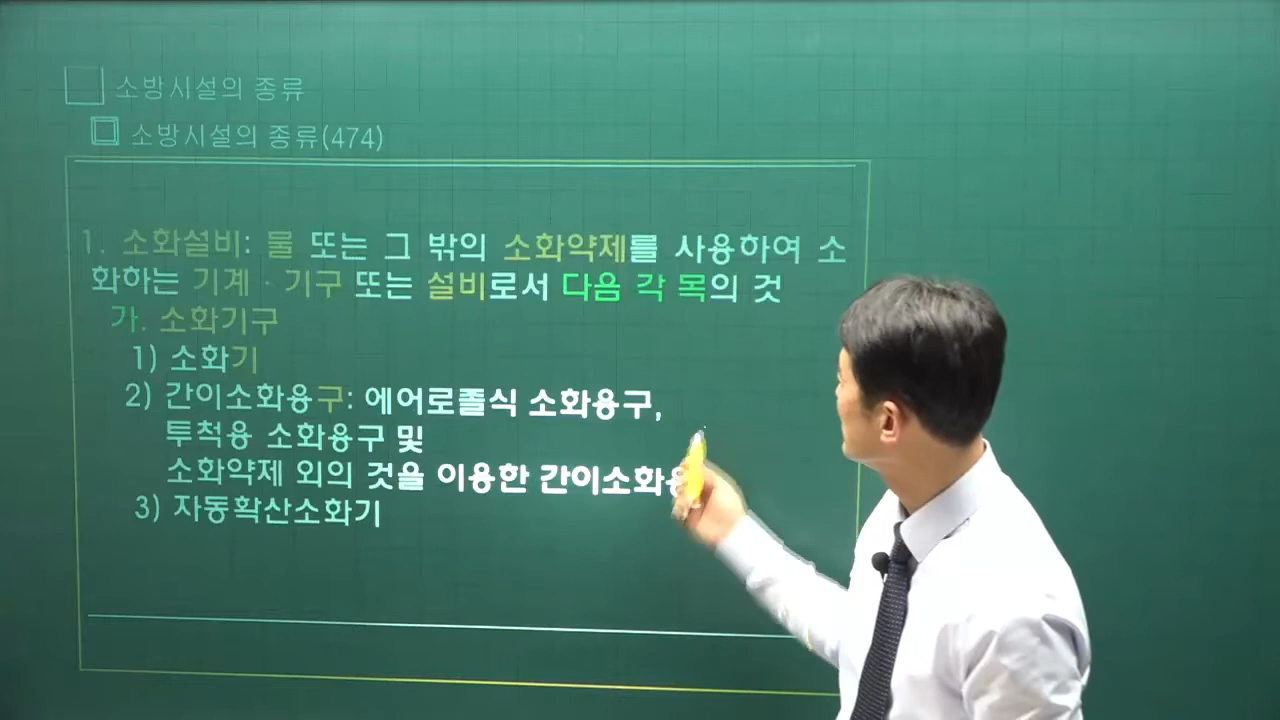 소방시설의 종류
소방시설의 종류(474)
1. 소화설비: 물 또는 그 밖의 소화약제를 사용하여 소
화하는 기계 · 기구 또는 설비로서 다음 각 목의 것
가. 소화기구
1) 소화기
2) 간이소화용구: 에어로졸식 소화용구,
투척용 소화용구 및
소화약제 외의 것을 이용한 간이소화용
3) 자동확산소화기